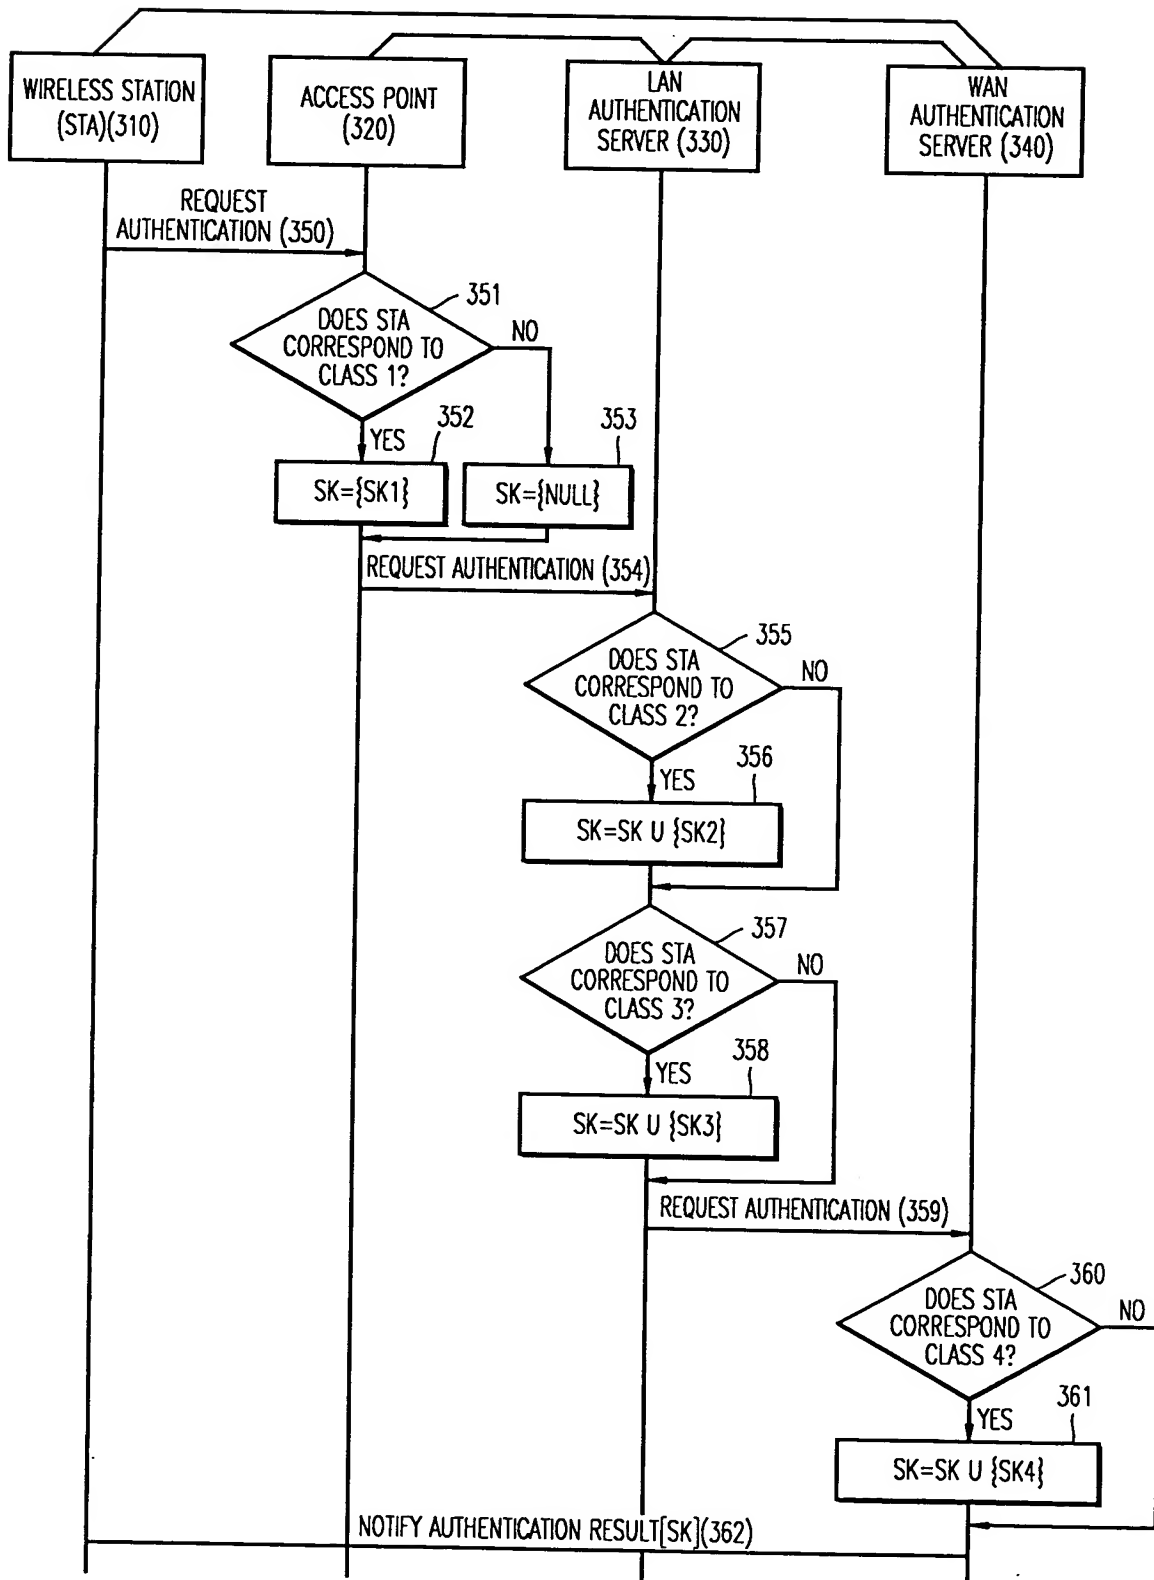 WIRELESS STATION
(STA)(310)
ACCESS POINT
(320)
LAN
AUTHENTICATION
SERVER (330)
WAN
AUTHENTICATION
SERVER (340)
REQUEST
AUTHENTICATION (350)
351
DOES STA
CORRESPOND TO
CLASS 1?
NO
YES
352
353
SK={SK1}
SK={NULL}
REQUEST AUTHENTICATION (354)
355
DOES STA
CORRESPOND TO
CLASS 2?
NO
YES
356
SK=SK U {SK2}
357
DOES STA
CORRESPOND TO
CLASS 3?
NO
YES
358
SK=SK U {SK3}
REQUEST AUTHENTICATION (359)
360
DOES STA
CORRESPOND TO
CLASS 4?
NO
YES
361
SK=SK U {SK4}
NOTIFY AUTHENTICATION RESULT[SK](362)